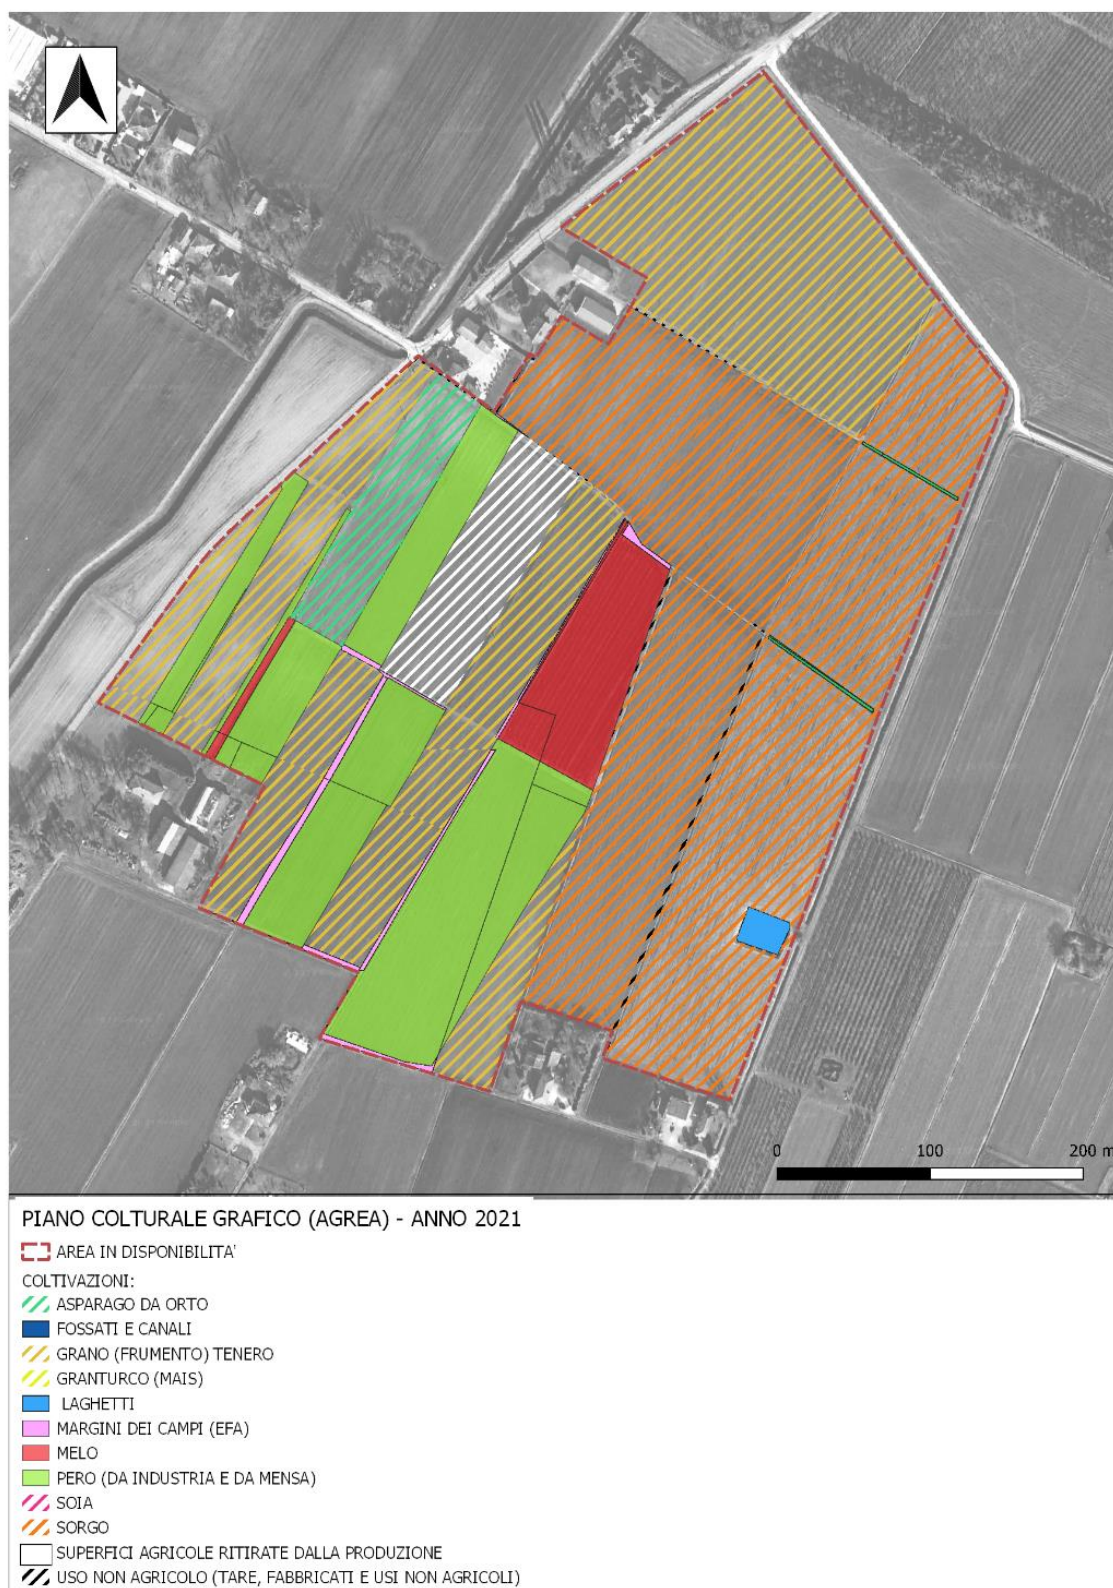 0 100 200 m
PIANO COLTURALE GRAFICO (AGREA) - ANNO 2021
AREA IN DISPONIBILITA'
COLTIVAZIONI:
ASPARAGO DA ORTO
FOSSATI E CANALI
GRANO (FRUMENTO) TENERO
GRANTURCO (MAIS)
LAGHETTI
MARGINI DEI CAMPI (EFA)
MELO
PERO (DA INDUSTRIA E DA MENSA)
SOIA
SORGO
SUPERFICI AGRICOLE RITIRATE DALLA PRODUZIONE
USO NON AGRICOLO (TARE, FABBRICATI E USI NON AGRICOLI)